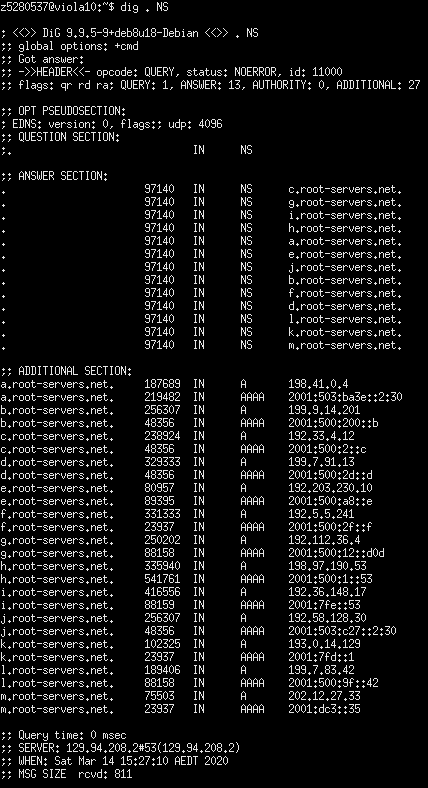 z5280537@viola10:~$ dig . NS
; <<>> DiG 9.9.5-9+deb8u18-Debian <<>> . NS
;; global options: +cmd
;; Got answer:
;; ->>HEADER<<- opcode: QUERY, status: NOERROR, id: 11000
;; flags: qr rd ra; QUERY: 1, ANSWER: 13, AUTHORITY: 0, ADDITIONAL: 27
;; OPT PSEUDOSECTION:
; EDNS: version: 0, flags:; udp: 4096
;; QUESTION SECTION:
;. IN NS
;; ANSWER SECTION:
. 97140 IN NS c.root-servers.net.
. 97140 IN NS g.root-servers.net.
. 97140 IN NS i.root-servers.net.
. 97140 IN NS h.root-servers.net.
. 97140 IN NS a.root-servers.net.
. 97140 IN NS e.root-servers.net.
. 97140 IN NS j.root-servers.net.
. 97140 IN NS b.root-servers.net.
. 97140 IN NS f.root-servers.net.
. 97140 IN NS d.root-servers.net.
. 97140 IN NS l.root-servers.net.
. 97140 IN NS k.root-servers.net.
. 97140 IN NS m.root-servers.net.
;; ADDITIONAL SECTION:
a.root-servers.net. 187689 IN A 198.41.0.4
a.root-servers.net. 219482 IN AAAA 2001:503:ba3e::2:30
b.root-servers.net. 256307 IN A 199.9.14.201
b.root-servers.net. 48356 IN AAAA 2001:500:200::b
c.root-servers.net. 238924 IN A 192.33.4.12
c.root-servers.net. 48356 IN AAAA 2001:500:2::c
d.root-servers.net. 329333 IN A 199.7.91.13
d.root-servers.net. 48356 IN AAAA 2001:500:2d::d
e.root-servers.net. 80957 IN A 192.203.230.10
e.root-servers.net. 89395 IN AAAA 2001:500:a8::e
f.root-servers.net. 331333 IN A 192.5.5.241
f.root-servers.net. 23937 IN AAAA 2001:500:2f::f
g.root-servers.net. 250202 IN A 192.112.36.4
g.root-servers.net. 88158 IN AAAA 2001:500:12::d0d
h.root-servers.net. 335940 IN A 198.97.190.53
h.root-servers.net. 541761 IN AAAA 2001:500:1::53
i.root-servers.net. 416556 IN A 192.36.148.17
i.root-servers.net. 88159 IN AAAA 2001:7fe::53
j.root-servers.net. 256307 IN A 192.58.128.30
j.root-servers.net. 48356 IN AAAA 2001:503:c27::2:30
k.root-servers.net. 102325 IN A 193.0.14.129
k.root-servers.net. 23937 IN AAAA 2001:7fd::1
l.root-servers.net. 189406 IN A 199.7.83.42
l.root-servers.net. 88158 IN AAAA 2001:500:9f::42
m.root-servers.net. 75503 IN A 202.12.27.33
m.root-servers.net. 23937 IN AAAA 2001:dc3::35
;; Query time: 0 msec
;; SERVER: 129.94.208.2#53(129.94.208.2)
;; WHEN: Sat Mar 14 15:27:10 AEDT 2020
;; MSG SIZE rcvd: 811